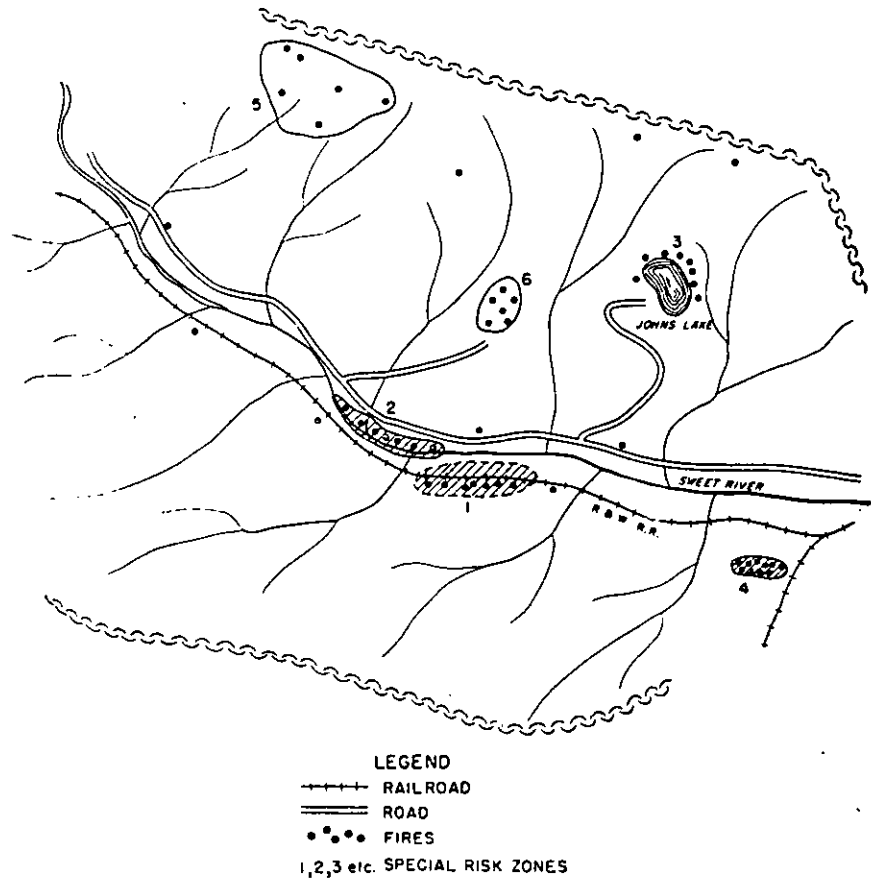 5
3
6
JOHNS LAKE
2
SWEET RIVER
1
R & W R.R.
4
LEGEND
RAILROAD
ROAD
FIRES
1,2,3 etc. SPECIAL RISK ZONES